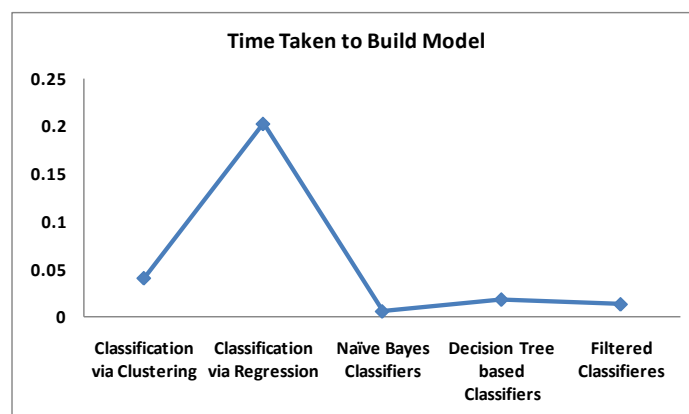 Time Taken to Build Model
0.25
0.2
0.15
0.1
0.05
0
Classification
via Clustering
Classification
via Regression
Naïve Bayes
Classifiers
Decision Tree
based
Classifiers
Filtered
Classifieres